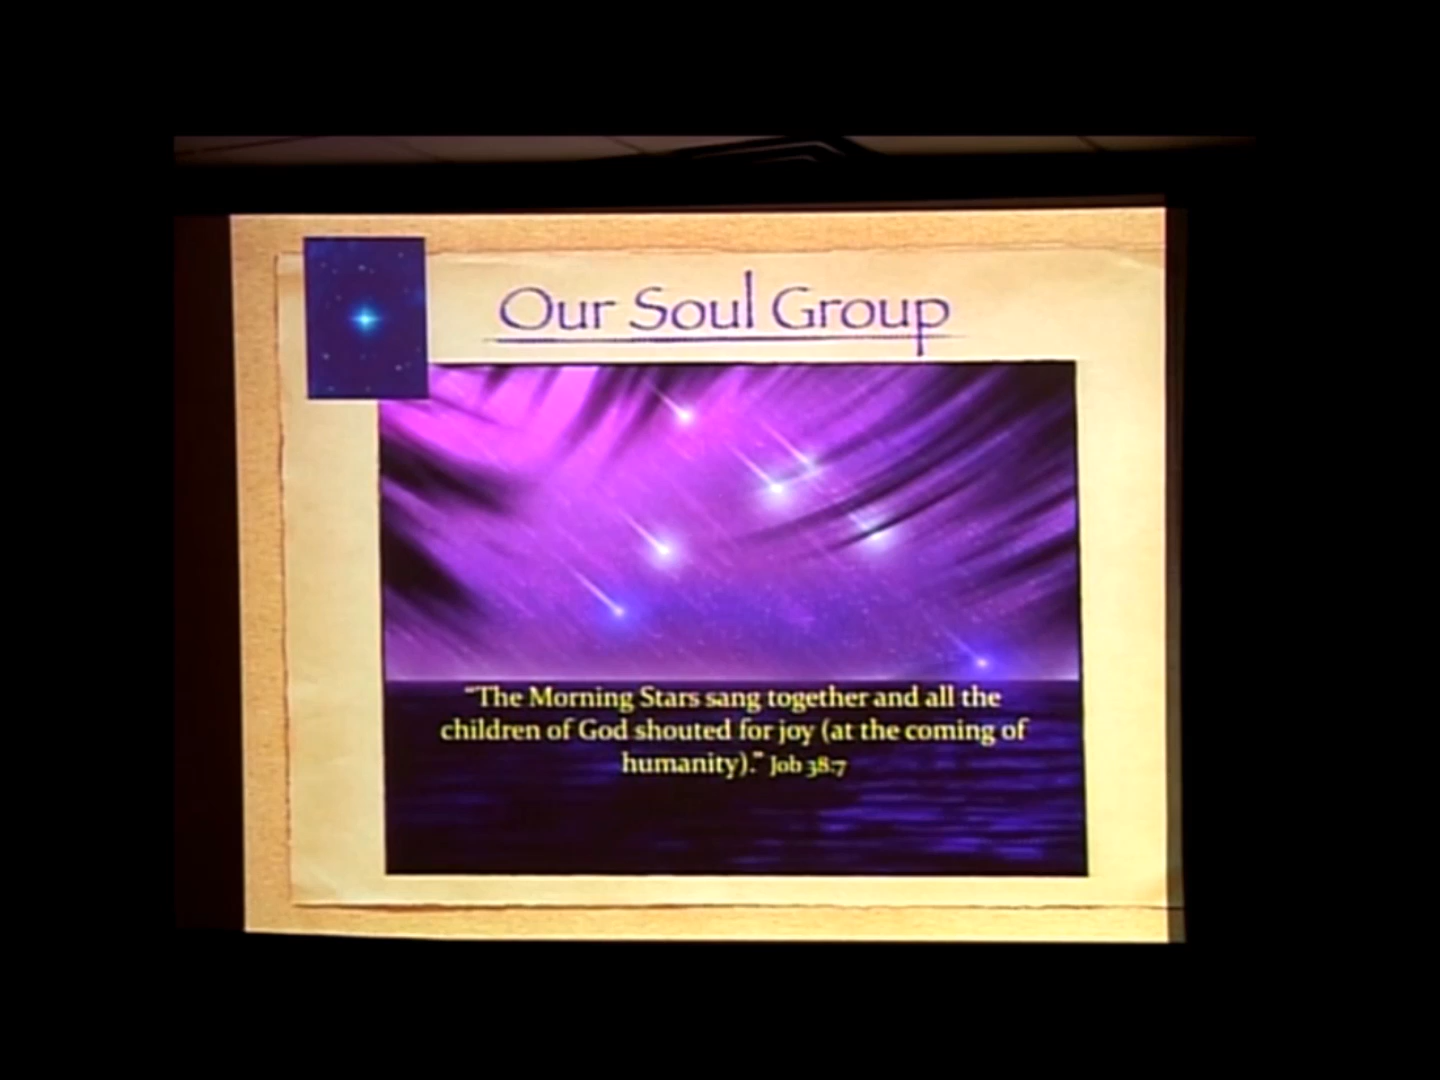 Our Soul Group
“The Morning Stars sang together and all the
children of God shouted for joy (at the coming of
humanity).” Job 38:7